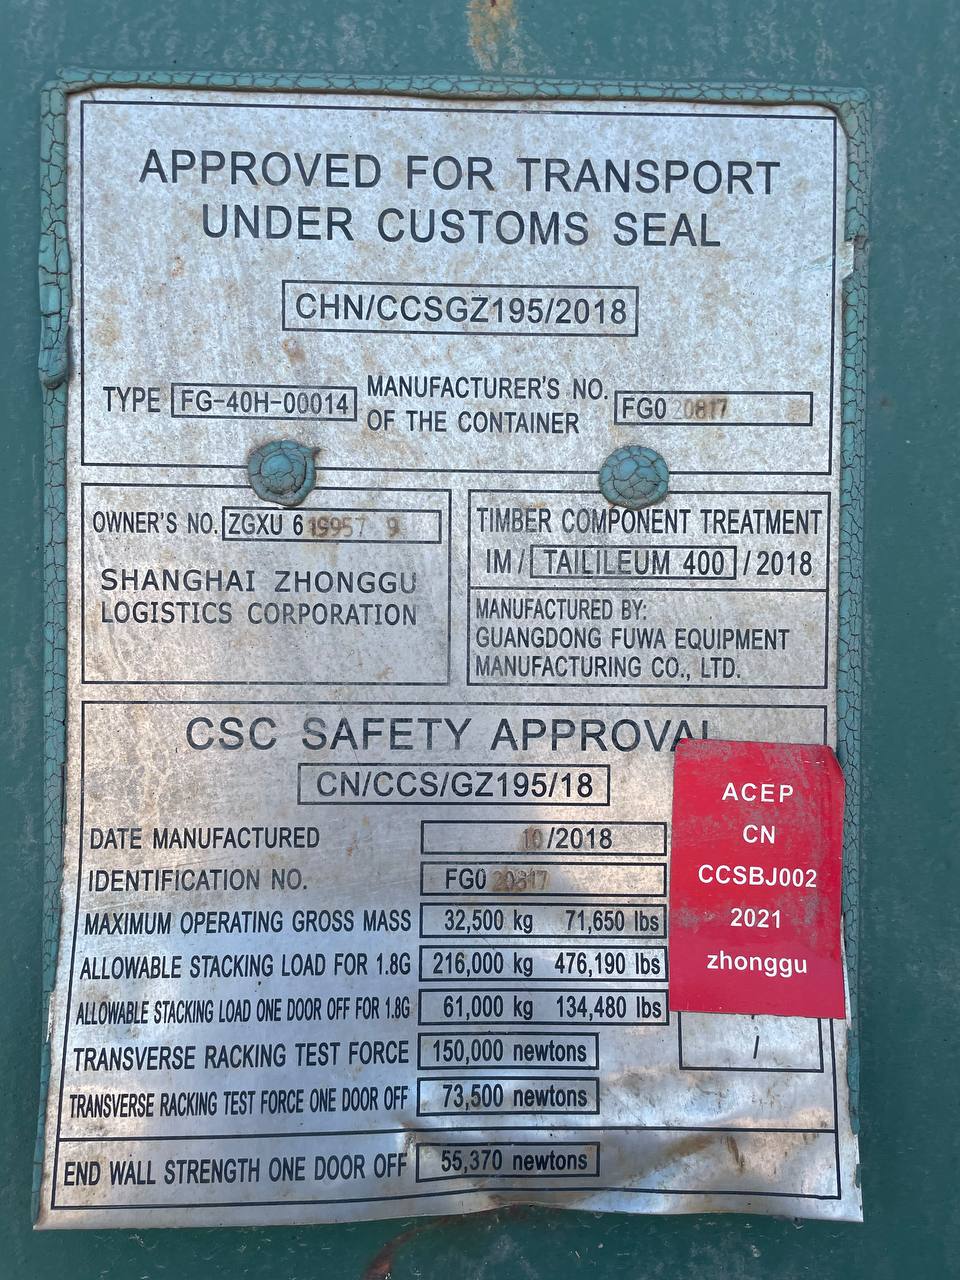 APPROVED FOR TRANSPORT
UNDER CUSTOMS SEAL
CHN/CCSGZ195/2018
TYPE FG-40H-00014 MANUFACTURER'S NO.
OF THE CONTAINER FG0 20817
OWNER'S NO. ZGXU 6 19957 9
SHANGHAI ZHONGGU
LOGISTICS CORPORATION
TIMBER COMPONENT TREATMENT
IM / TAILILEUM 400 / 2018
MANUFACTURED BY:
GUANGDONG FUWA EQUIPMENT
MANUFACTURING CO., LTD.
CSC SAFETY APPROVAL
CN/CCS/GZ195/18
DATE MANUFACTURED 10/2018
IDENTIFICATION NO. FG0 20817
MAXIMUM OPERATING GROSS MASS 32,500 kg 71,650 lbs
ALLOWABLE STACKING LOAD FOR 1.8G 216,000 kg 476,190 lbs
ALLOWABLE STACKING LOAD ONE DOOR OFF FOR 1.8G 61,000 kg 134,480 lbs
TRANSVERSE RACKING TEST FORCE 150,000 newtons
TRANSVERSE RACKING TEST FORCE ONE DOOR OFF 73,500 newtons
END WALL STRENGTH ONE DOOR OFF 55,370 newtons
ACEP
CN
CCSBJ002
2021
zhonggu
/